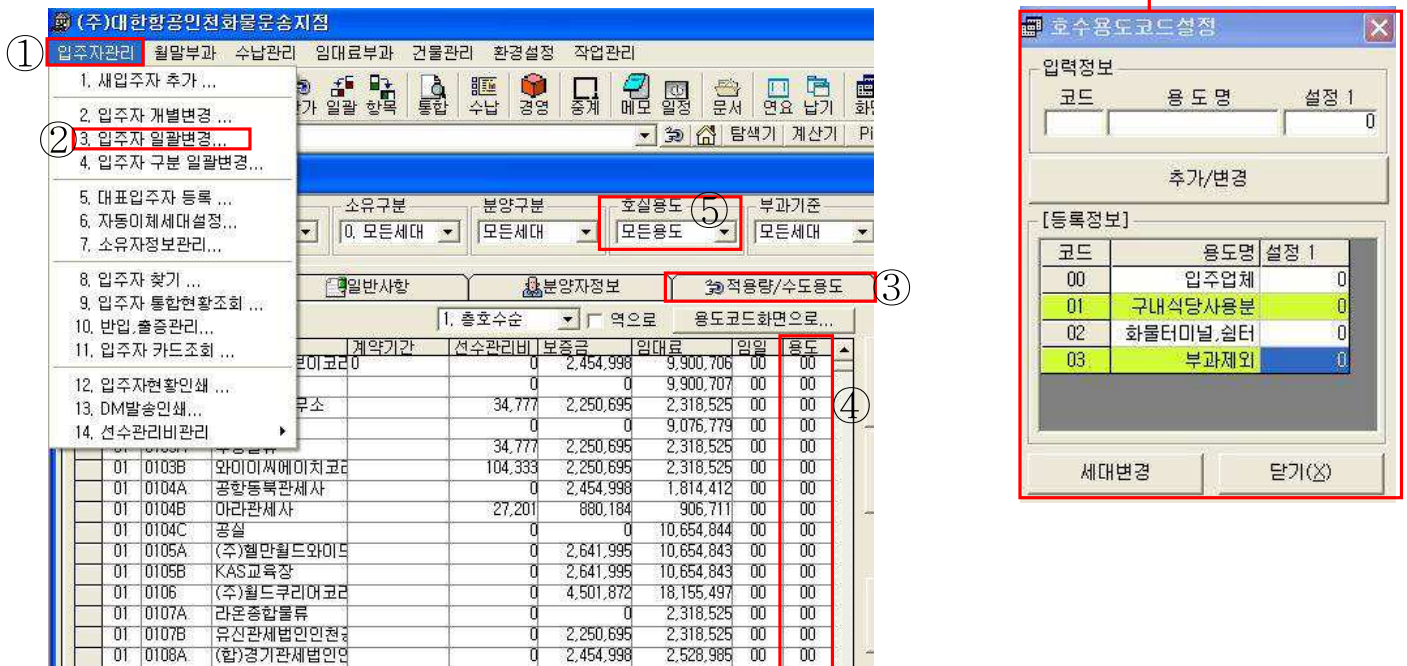 (주)대한항공인천화물운송지점
① 입주자관리 월말부과 수납관리 임대료부과 건물관리 환경설정 작업관리
1. 새입주자 추가 ...
2. 입주자 개별변경 ...
② 3. 입주자 일괄변경...
4. 입주자 구분 일괄변경...
5. 대표입주자 등록 ...
6. 자동이체세대설정...
7. 소유자정보관리...
8. 입주자 찾기 ...
9. 입주자 통합현황조회 ...
10. 반입.출증관리...
11. 입주자 카드조회 ...
12. 입주자현황인쇄 ...
13. DM발송인쇄...
14. 선수관리비관리
일괄 항목 통합 수납 경영 중계 메모 일정 문서 연요 납기
탐색기 계산기 Pi
소유구분 분양구분 호실용도 ⑤ 부과기준
0. 모든세대 모든세대 모든용도 모든세대
일반사항 분양자정보 적용량/수도용도 ③
1. 층호수순 역으로 용도코드화면으로...
계약기간 선수관리비 보증금 임대료 임일 용도
0 0 2,454,998 9,900,706 00 00
0 0 9,900,707 00 00
34,777 2,250,695 2,318,525 00 00 ④
0 0 9,076,779 00 00
34,777 2,250,695 2,318,525 00 00
01 0103B 와이이씨에이치코리 104,333 2,250,695 2,318,525 00 00
01 0104A 공항동북관세사 0 2,454,998 1,814,412 00 00
01 0104B 아라관세사 27,201 880,184 906,711 00 00
01 0104C 공실 0 0 10,654,844 00 00
01 0105A (주)헬만월드와이드 0 2,641,995 10,654,843 00 00
01 0105B KAS교육장 0 2,641,995 10,654,843 00 00
01 0106 (주)월드쿠리어코리 0 4,501,872 18,155,497 00 00
01 0107A 라온종합물류 0 0 2,318,525 00 00
01 0107B 유신관세법인인천공 0 2,250,695 2,318,525 00 00
01 0108A (합)경기관세법인인 0 2,454,998 2,528,985 00 00
호수용도코드설정
입력정보
코드 용 도 명 설정 1
0
추가/변경
[등록정보]
코드 용도명 설정 1
00 입주업체 0
01 구내식당사용분 0
02 화물터미널,쉼터 0
03 부과제외 0
세대변경 닫기(X)